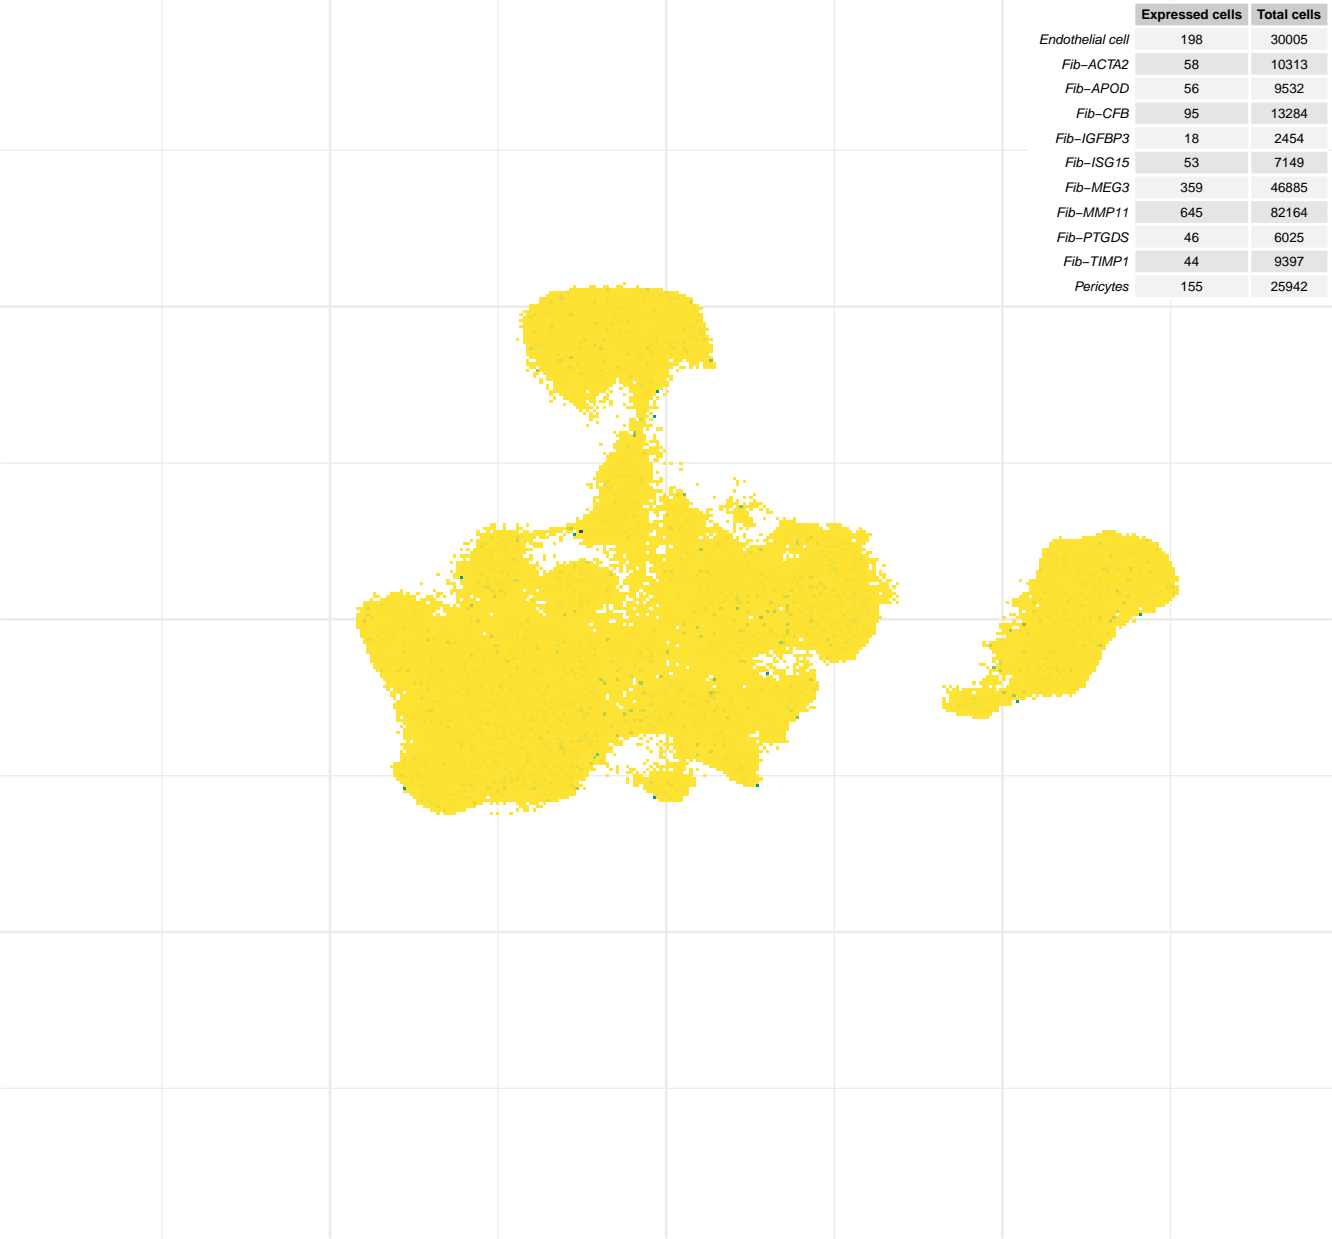 Expressed cells Total cells
Endothelial cell 198 30005
Fib−ACTA2 58 10313
Fib−APOD 56 9532
Fib−CFB 95 13284
Fib−IGFBP3 18 2454
Fib−ISG15 53 7149
Fib−MEG3 359 46885
Fib−MMP11 645 82164
Fib−PTGDS 46 6025
Fib−TIMP1 44 9397
Pericytes 155 25942